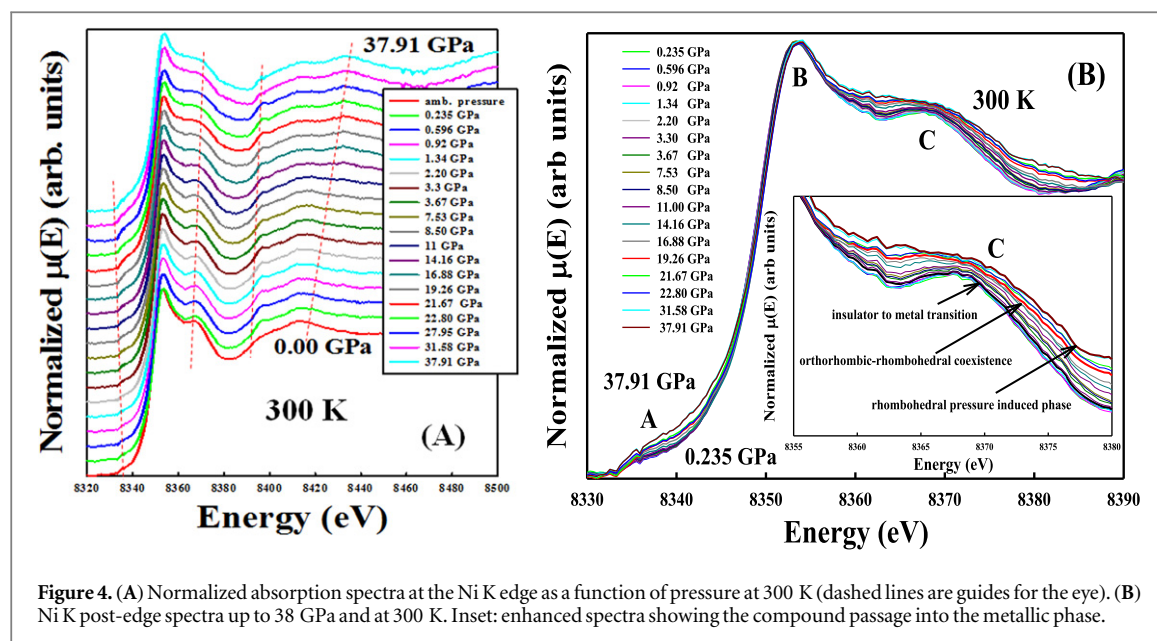 Normalized μ(E) (arb. units)
37.91 GPa
amb. pressure
0.235 GPa
0.596 GPa
0.92 GPa
1.34 GPa
2.20 GPa
3.3 GPa
3.67 GPa
7.53 GPa
8.50 GPa
11 GPa
14.16 GPa
16.88 GPa
19.26 GPa
21.67 GPa
22.80 GPa
27.95 GPa
31.58 GPa
37.91 GPa
0.00 GPa
300 K
(A)
8320 8340 8360 8380 8400 8420 8440 8460 8480 8500
Energy (eV)
Normalized μ(E) (arb units)
0.235 GPa
0.596 GPa
0.92 GPa
1.34 GPa
2.20 GPa
3.30 GPa
3.67 GPa
7.53 GPa
8.50 GPa
11.00 GPa
14.16 GPa
16.88 GPa
19.26 GPa
21.67 GPa
22.80 GPa
31.58 GPa
37.91 GPa
B
(B)
300 K
C
37.91 GPa
A
0.235 GPa
Normalized μ(E) (arb units)
C
insulator to metal transition
orthorhombic-rhombohedral coexistence
rhombohedral pressure induced phase
8355 8360 8365 8370 8375 8380
Energy (eV)
8330 8340 8350 8360 8370 8380 8390
Energy (eV)
Figure 4. (A) Normalized absorption spectra at the Ni K edge as a function of pressure at 300 K (dashed lines are guides for the eye). (B)
Ni K post-edge spectra up to 38 GPa and at 300 K. Inset: enhanced spectra showing the compound passage into the metallic phase.